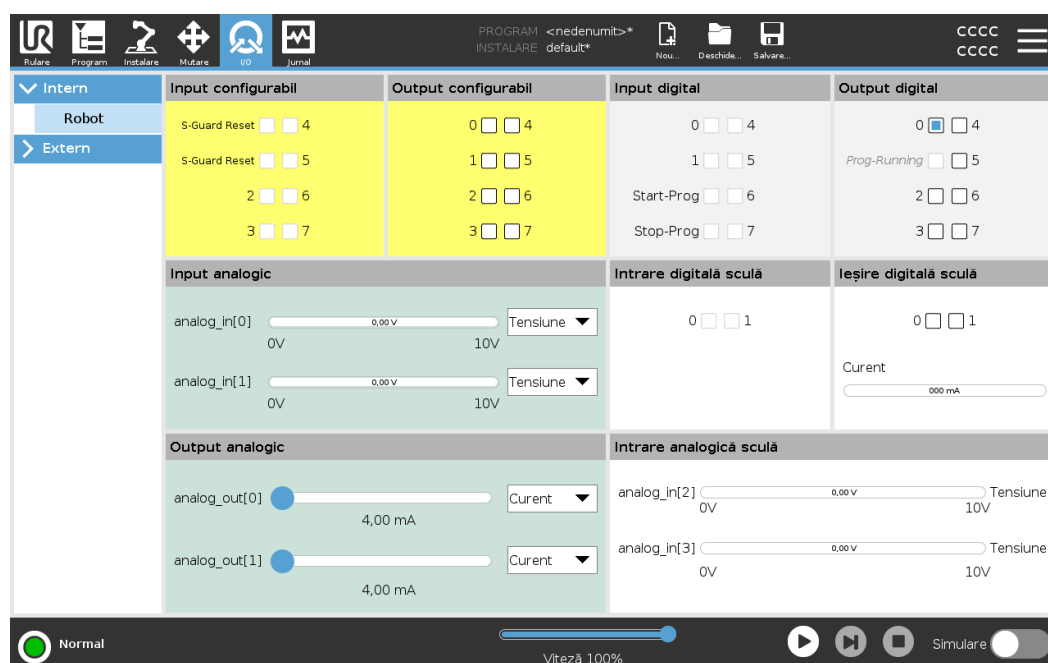 UR
PROGRAM <nedenumit>*
INSTALARE default*
cccc
cccc
Rulare Program Instalare Mutare I/O Jurnal Nou... Deschide... Salvare...
Intern
Robot
Extern
Input configurabil
S-Guard Reset 4
S-Guard Reset 5
2 6
3 7
Output configurabil
0 4
1 5
2 6
3 7
Input digital
0 4
1 5
Start-Prog 6
Stop-Prog 7
Output digital
0 4
Prog-Running 5
2 6
3 7
Input analogic
analog_in[0] 0,00 V Tensiune
0V 10V
analog_in[1] 0,00 V Tensiune
0V 10V
Intrare digitală sculă
0 1
Ieșire digitală sculă
0 1
Curent
000 mA
Output analogic
analog_out[0] Curent
4,00 mA
analog_out[1] Curent
4,00 mA
Intrare analogică sculă
analog_in[2] 0,00 V Tensiune
0V 10V
analog_in[3] 0,00 V Tensiune
0V 10V
Normal
Viteză 100%
Simulare